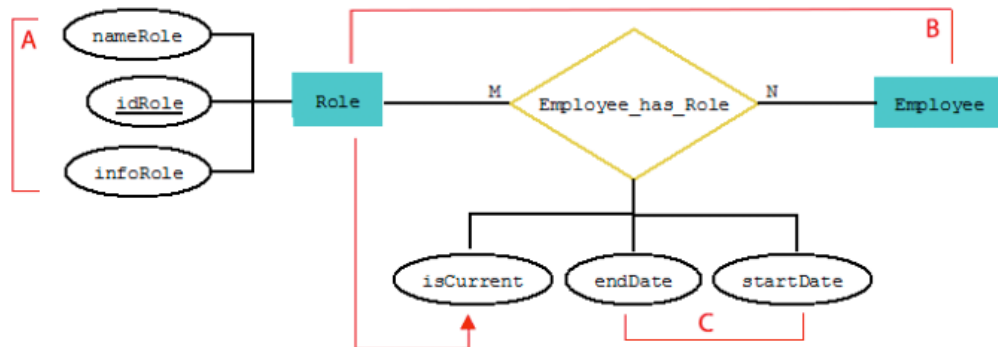 A
nameRole
B
idRole
Role
M
Employee_has_Role
N
Employee
infoRole
isCurrent
endDate
startDate
C